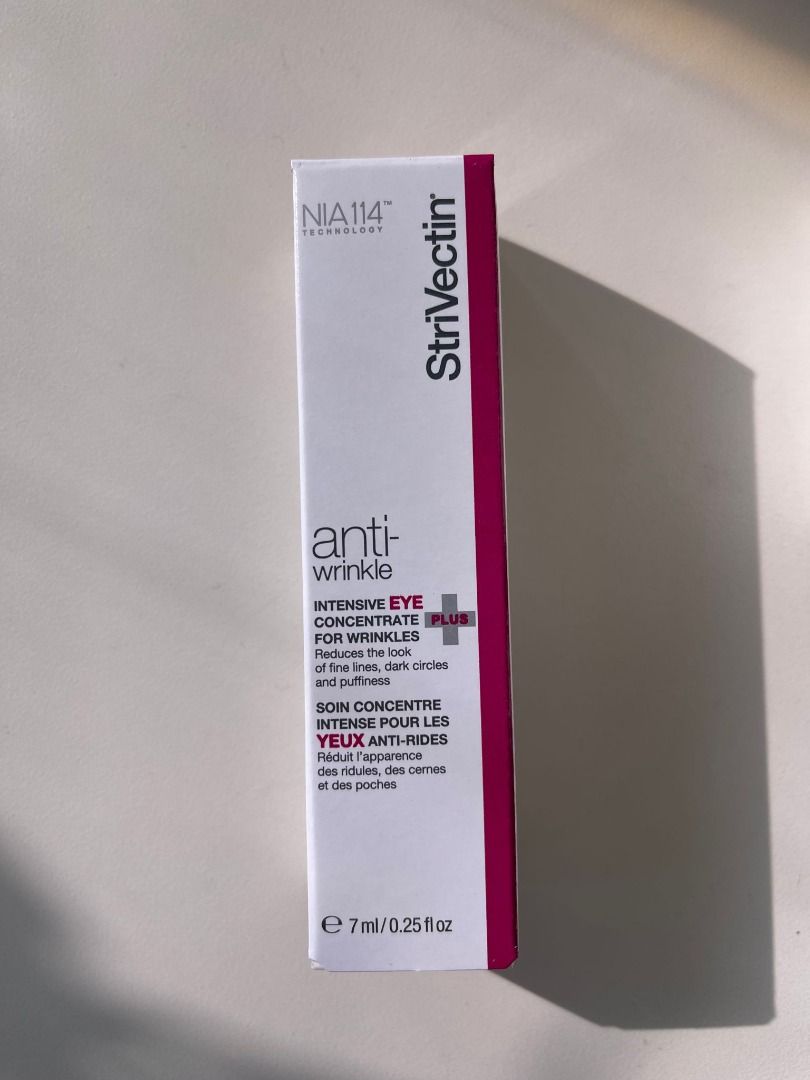 NIA114™
TECHNOLOGY
StriVectin®
anti-
wrinkle
INTENSIVE EYE
CONCENTRATE PLUS
FOR WRINKLES
Reduces the look
of fine lines, dark circles
and puffiness
SOIN CONCENTRE
INTENSE POUR LES
YEUX ANTI-RIDES
Réduit l'apparence
des ridules, des cernes
et des poches
℮ 7 ml/0.25 fl oz